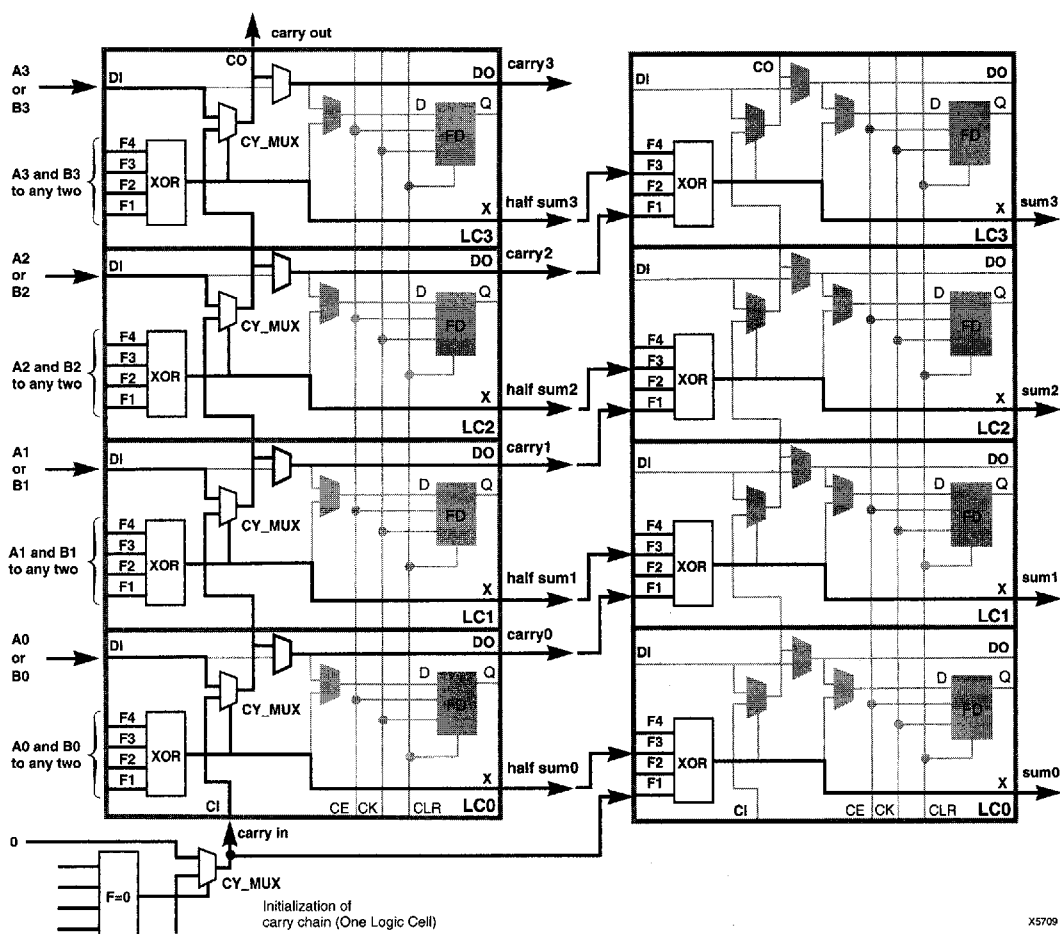 carry out
A3
or
B3
DI
CO
DO
carry3
CY_MUX
D
Q
FD
A3 and B3
to any two
F4
F3
F2
F1
XOR
X
half sum3
LC3
A2
or
B2
DI
DO
carry2
CY_MUX
D
Q
FD
A2 and B2
to any two
F4
F3
F2
F1
XOR
X
half sum2
LC2
A1
or
B1
DI
DO
carry1
CY_MUX
D
Q
FD
A1 and B1
to any two
F4
F3
F2
F1
XOR
X
half sum1
LC1
A0
or
B0
DI
DO
carry0
CY_MUX
D
Q
FD
A0 and B0
to any two
F4
F3
F2
F1
XOR
X
half sum0
CI
CE
CK
CLR
LC0
carry in
0
F=0
CY_MUX
Initialization of
carry chain (One Logic Cell)
DI
CO
DO
D
Q
FD
F4
F3
F2
F1
XOR
X
sum3
LC3
DI
DO
D
Q
FD
F4
F3
F2
F1
XOR
X
sum2
LC2
DI
DO
D
Q
FD
F4
F3
F2
F1
XOR
X
sum1
LC1
DI
DO
D
Q
FD
F4
F3
F2
F1
XOR
X
sum0
CI
CE
CK
CLR
LC0
X5709